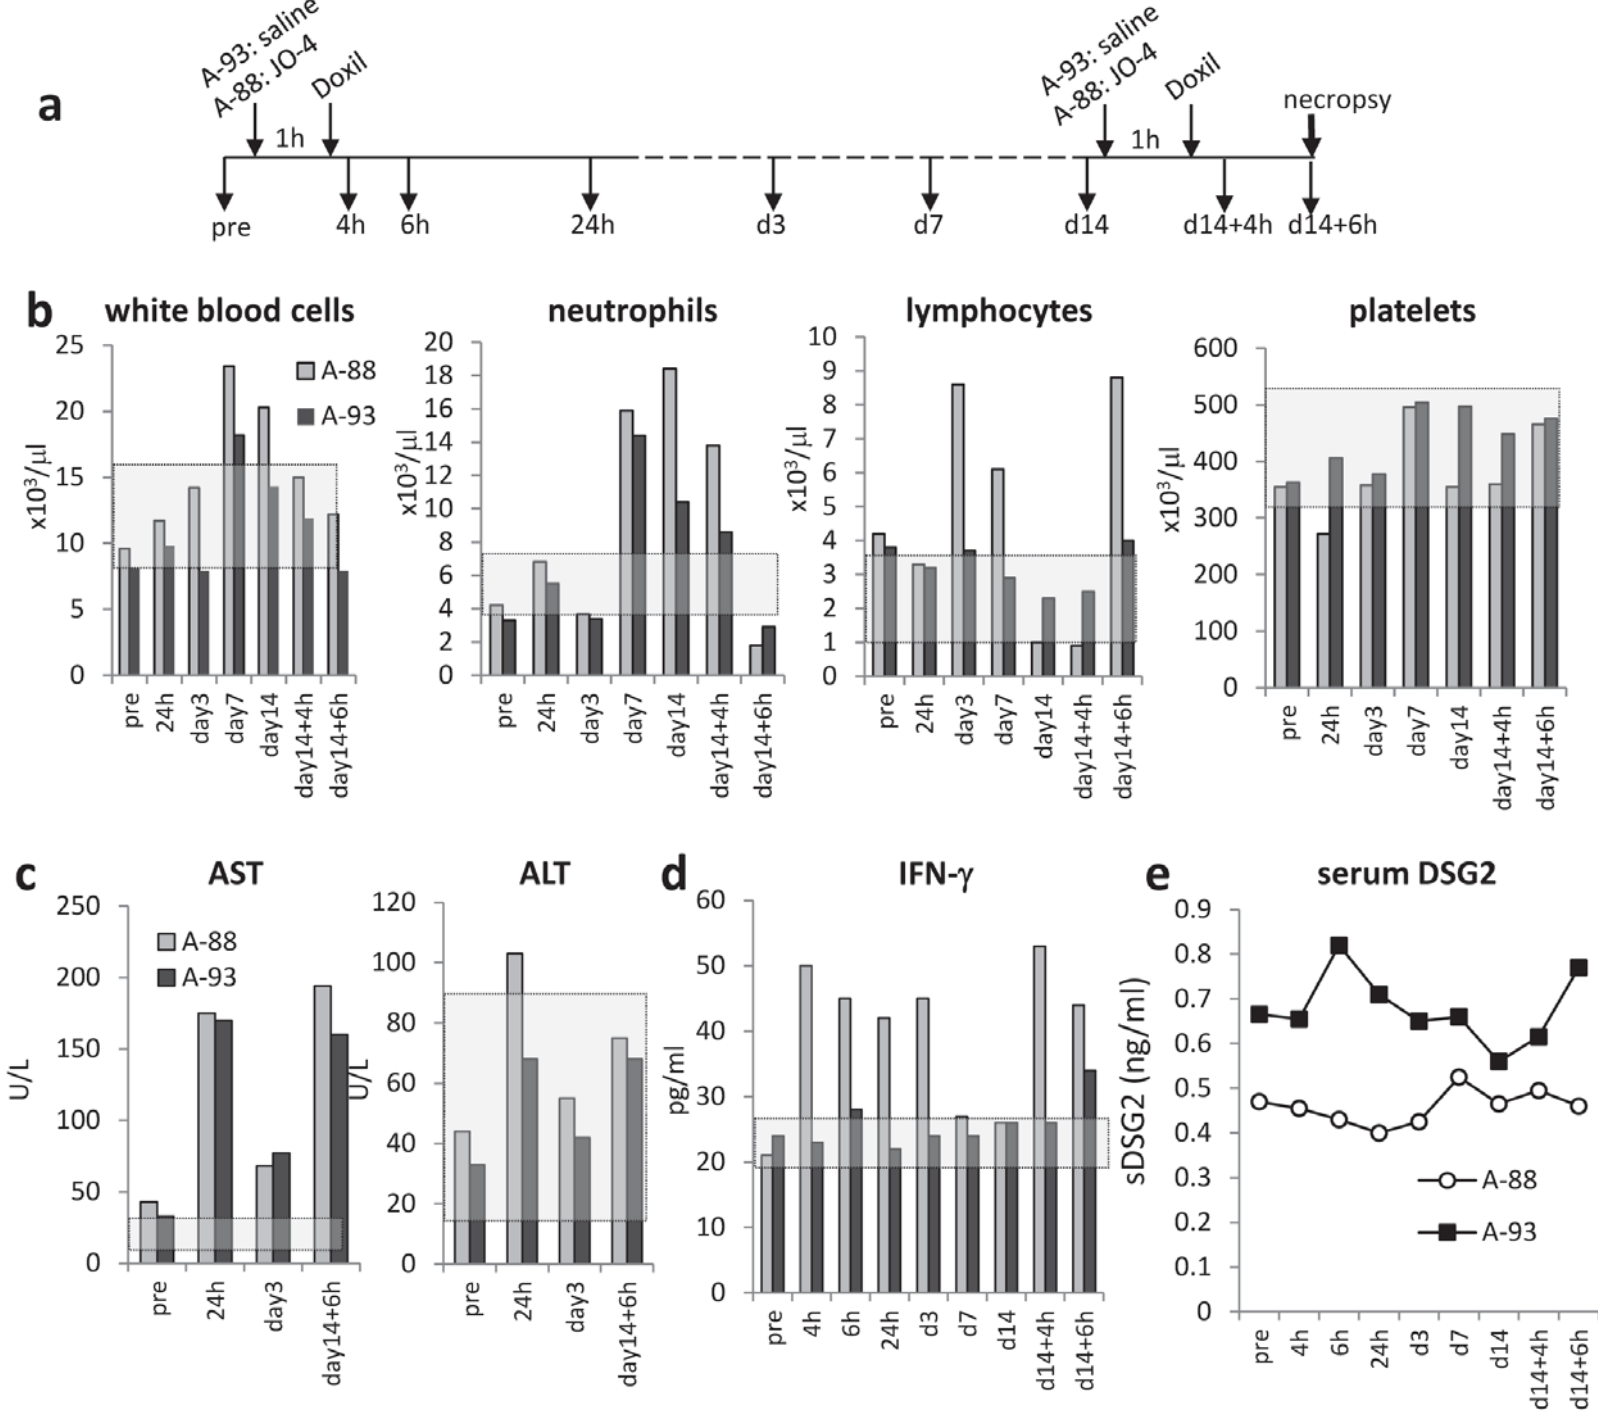 a
A-93: saline
A-88: JO-4
Doxil
1h
A-93: saline
A-88: JO-4
Doxil
1h
necropsy
pre 4h 6h 24h d3 d7 d14 d14+4h d14+6h
b
white blood cells
x10³/µl
25
20
15
10
5
0
A-88
A-93
pre 24h day3 day7 day14 day14+4h day14+6h
neutrophils
x10³/µl
20
18
16
14
12
10
8
6
4
2
0
pre 24h day3 day7 day14 day14+4h day14+6h
lymphocytes
x10³/µl
10
9
8
7
6
5
4
3
2
1
0
pre 24h day3 day7 day14 day14+4h day14+6h
platelets
x10³/µl
600
500
400
300
200
100
0
pre 24h day3 day7 day14 day14+4h day14+6h
c
AST
U/L
250
200
150
100
50
0
A-88
A-93
pre 24h day3 day14+6h
ALT
U/L
120
100
80
60
40
20
0
pre 24h day3 day14+6h
d
IFN-γ
pg/ml
60
50
40
30
20
10
0
pre 4h 6h 24h d3 d7 d14 d14+4h d14+6h
e
serum DSG2
sDSG2 (ng/ml)
0.9
0.8
0.7
0.6
0.5
0.4
0.3
0.2
0.1
0
A-88
A-93
pre 4h 6h 24h d3 d7 d14 d14+4h d14+6h